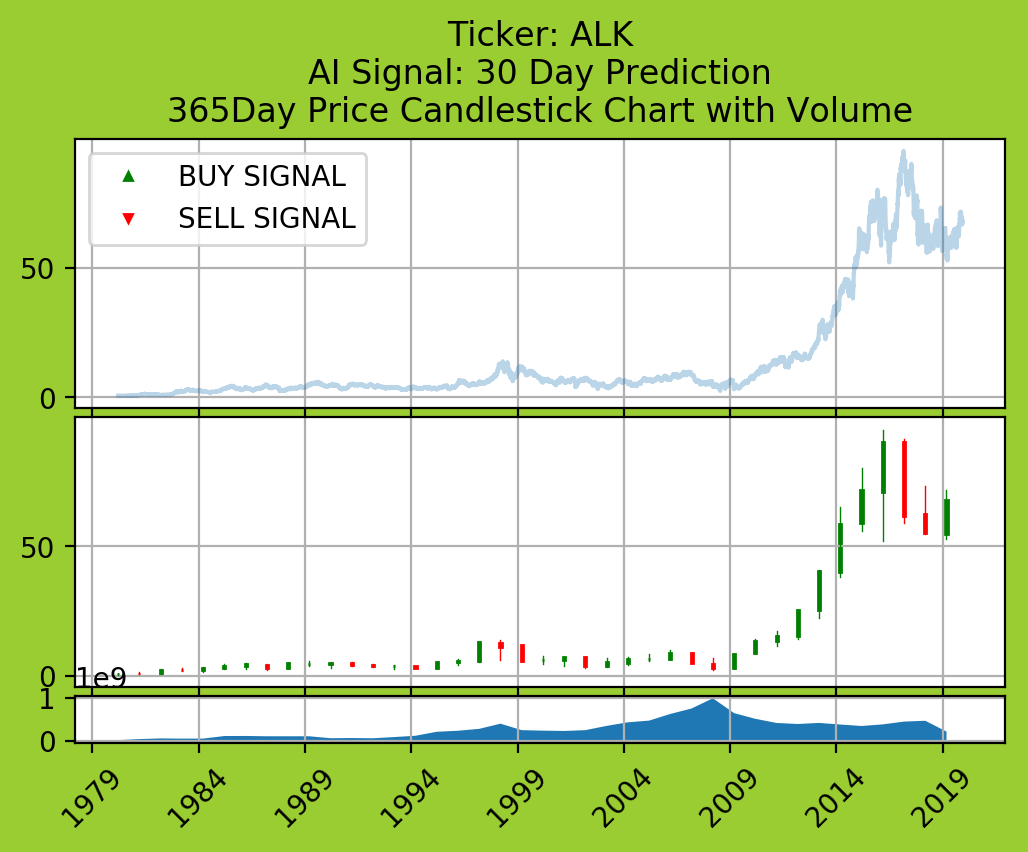 Ticker: ALK
AI Signal: 30 Day Prediction
365Day Price Candlestick Chart with Volume
BUY SIGNAL
SELL SIGNAL
50
0
50
0
1e9
1
0
1979
1984
1989
1994
1999
2004
2009
2014
2019